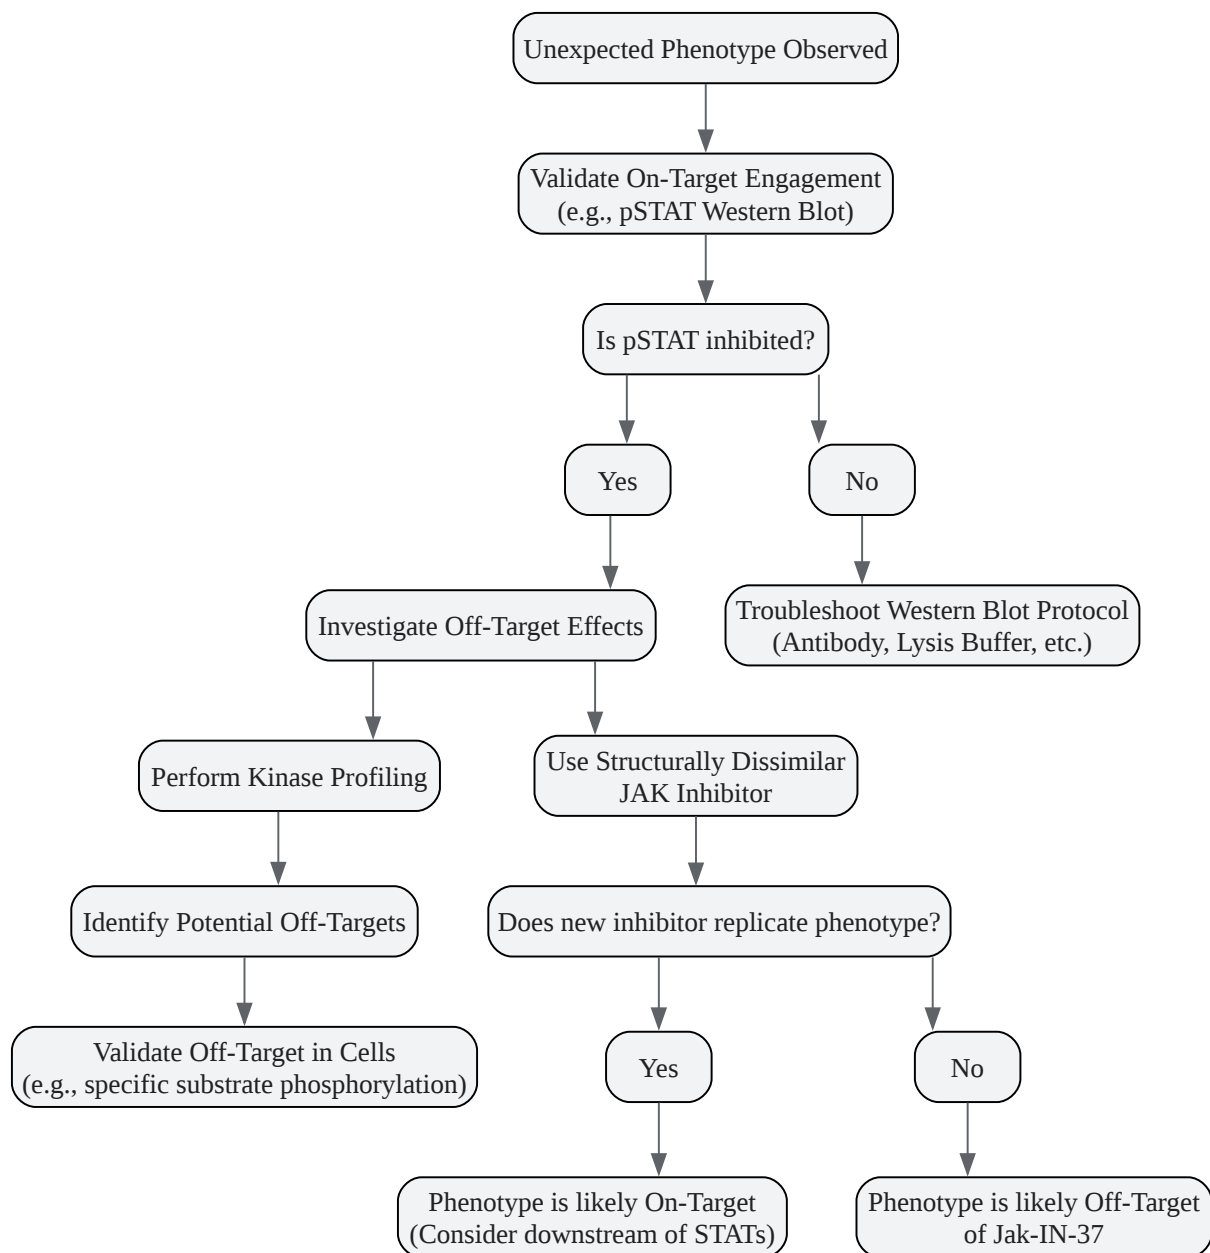 Unexpected Phenotype Observed
Validate On-Target Engagement
(e.g., pSTAT Western Blot)
Is pSTAT inhibited?
Yes
No
Investigate Off-Target Effects
Troubleshoot Western Blot Protocol
(Antibody, Lysis Buffer, etc.)
Perform Kinase Profiling
Use Structurally Dissimilar
JAK Inhibitor
Identify Potential Off-Targets
Does new inhibitor replicate phenotype?
Validate Off-Target in Cells
(e.g., specific substrate phosphorylation)
Yes
No
Phenotype is likely On-Target
(Consider downstream of STATs)
Phenotype is likely Off-Target
of Jak-IN-37